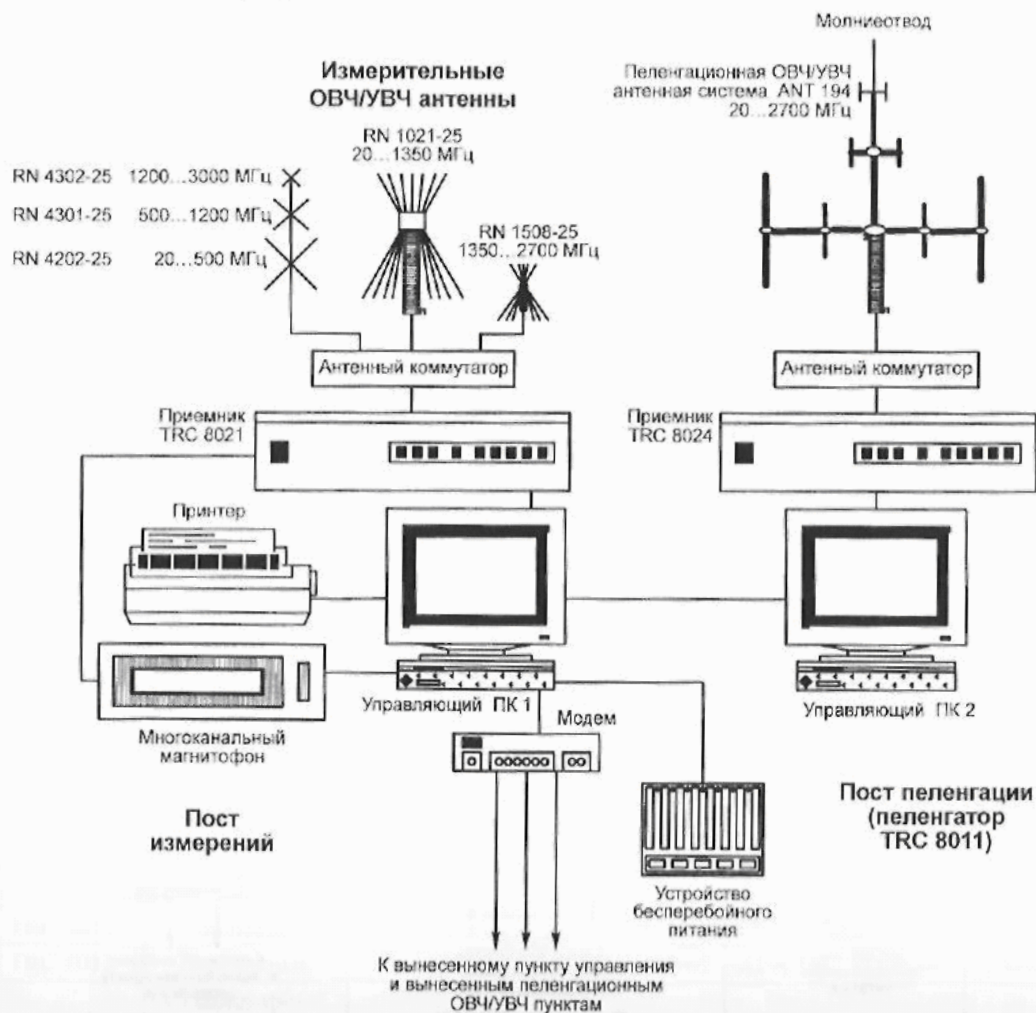 Молниеотвод
Измерительные
ОВЧ/УВЧ антенны
Пеленгационная ОВЧ/УВЧ
антенная система ANT 194
20...2700 МГц
RN 1021-25
20...1350 МГц
RN 4302-25 1200...3000 МГц
RN 4301-25 500...1200 МГц
RN 4202-25 20...500 МГц
RN 1508-25
1350...2700 МГц
Антенный коммутатор
Антенный коммутатор
Приемник
TRC 8021
Приемник
TRC 8024
Принтер
Управляющий ПК 1
Управляющий ПК 2
Многоканальный
магнитофон
Модем
Пост
измерений
Пост пеленгации
(пеленгатор
TRC 8011)
Устройство
бесперебойного
питания
К вынесенному пункту управления
и вынесенным пеленгационным
ОВЧ/УВЧ пунктам